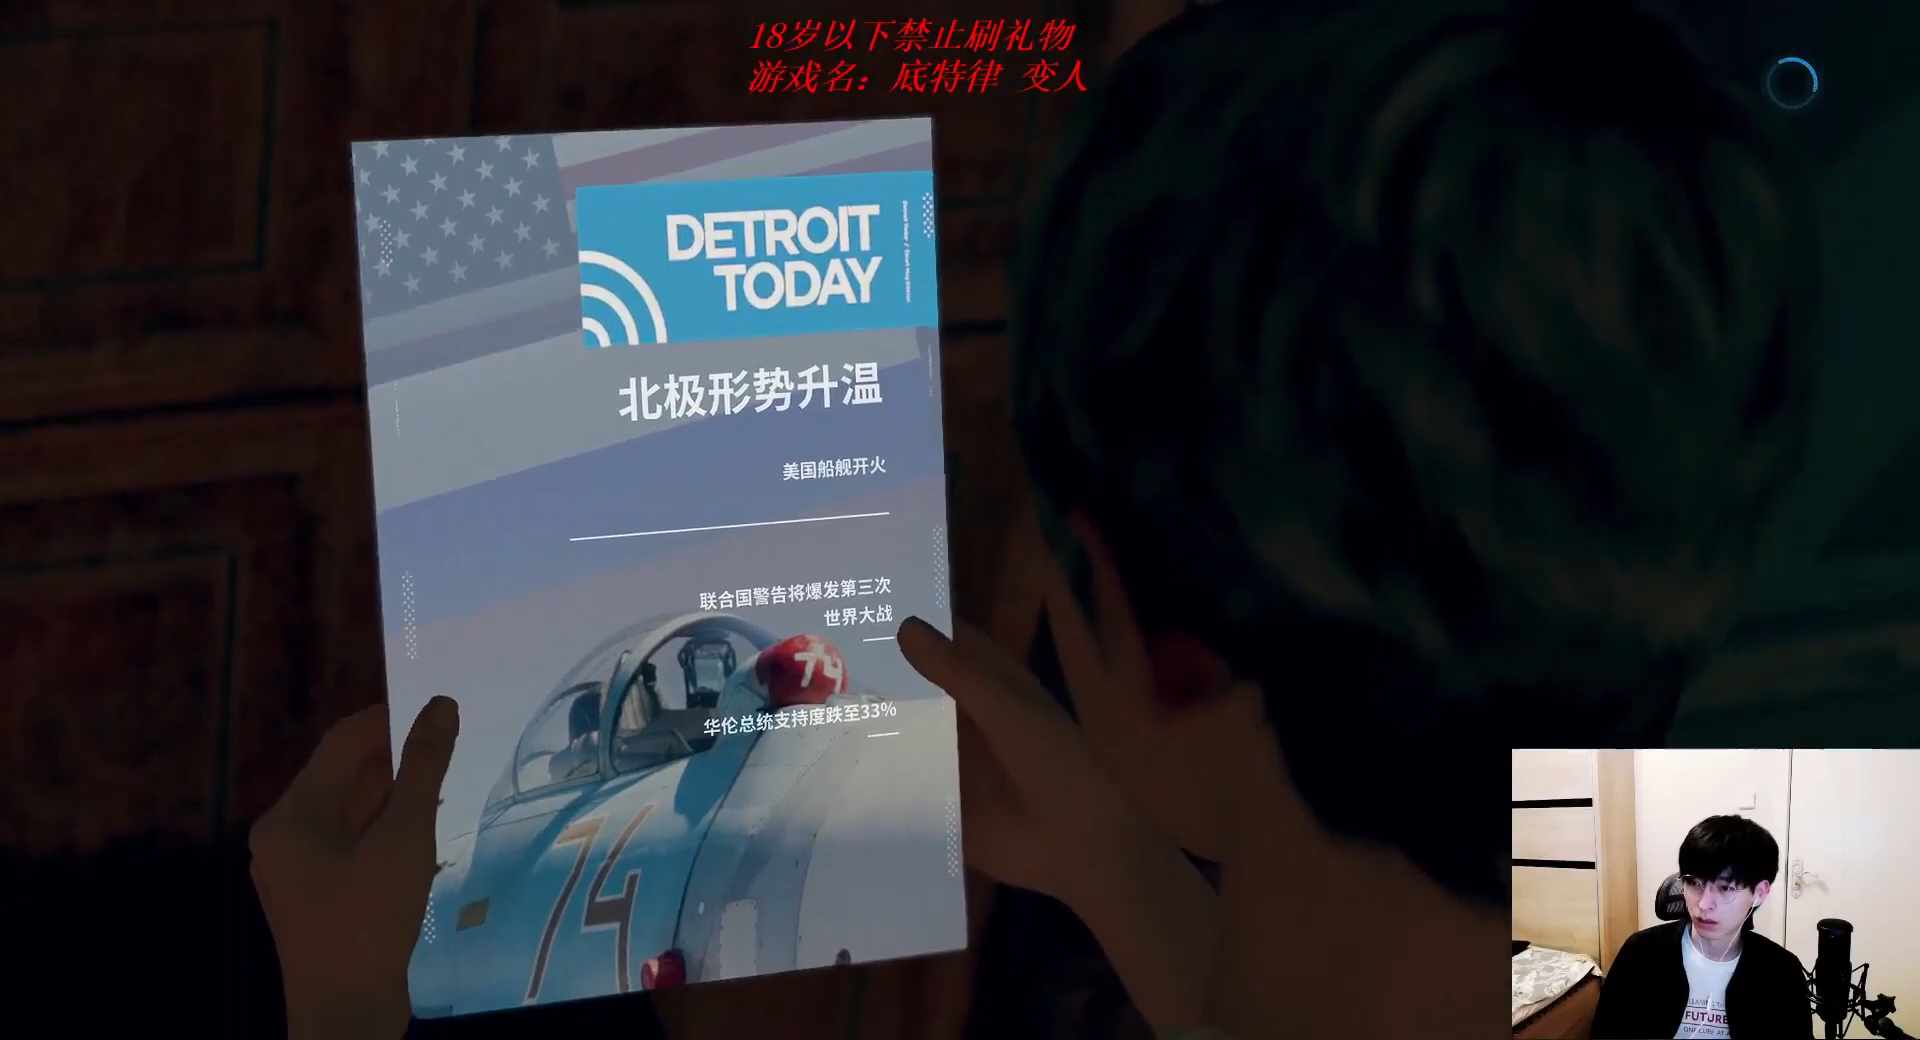 18岁以下禁止刷礼物
游戏名：底特律 变人
DETROIT
TODAY
北极形势升温
美国船舰开火
联合国警告将爆发第三次
世界大战
74
华伦总统支持度跌至33%
74
FUTURE